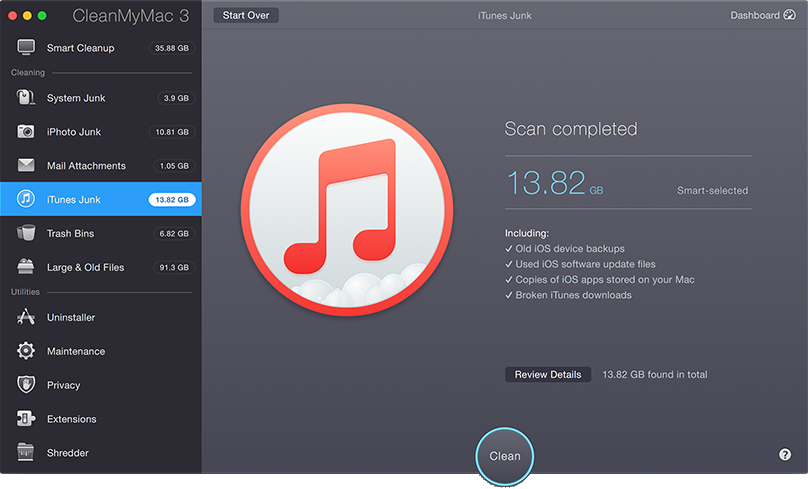 CleanMyMac 3
Start Over
iTunes Junk
Dashboard
Smart Cleanup 35.88 GB
Cleaning
System Junk 3.9 GB
iPhoto Junk 10.81 GB
Mail Attachments 1.05 GB
iTunes Junk 13.82 GB
Trash Bins 6.82 GB
Large & Old Files 91.3 GB
Utilities
Uninstaller
Maintenance
Privacy
Extensions
Shredder
Scan completed
13.82 GB Smart-selected
Including:
✓ Old iOS device backups
✓ Used iOS software update files
✓ Copies of iOS apps stored on your Mac
✓ Broken iTunes downloads
Review Details 13.82 GB found in total
Clean
?